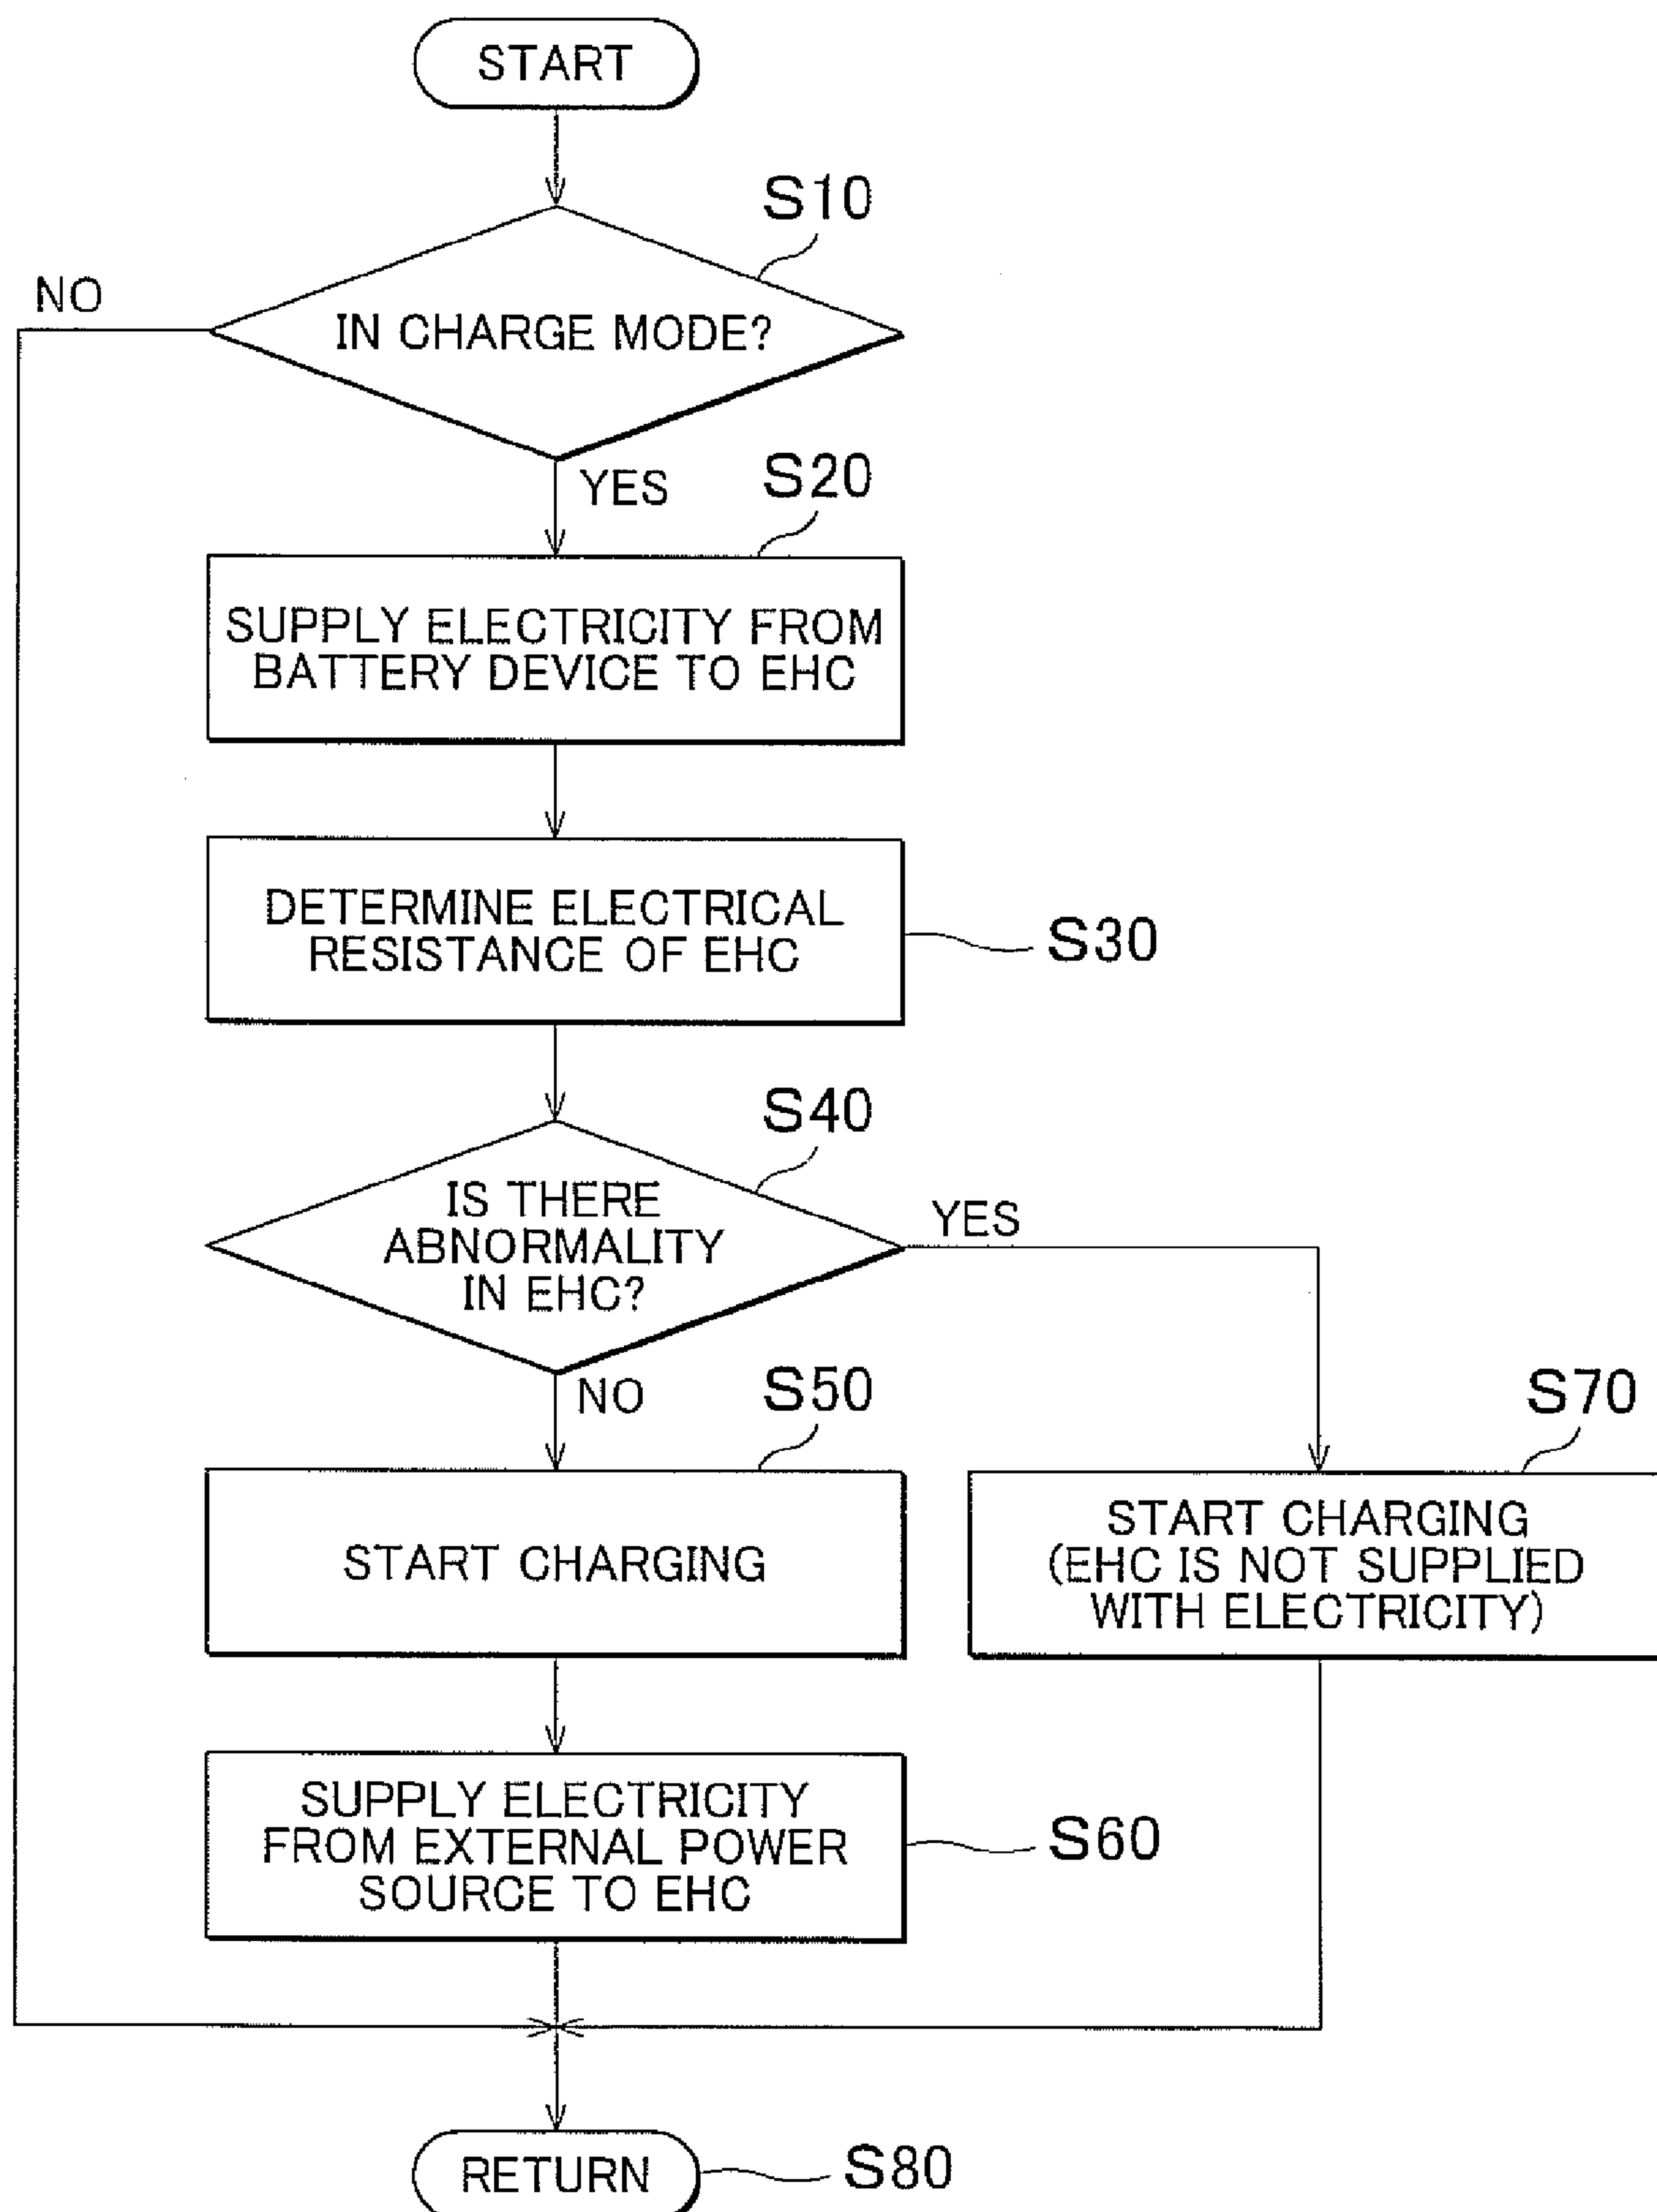 START
S10
NO
IN CHARGE MODE?
YES
S20
SUPPLY ELECTRICITY FROM
BATTERY DEVICE TO EHC
DETERMINE ELECTRICAL
RESISTANCE OF EHC
S30
S40
IS THERE
ABNORMALITY
IN EHC?
YES
NO
S50
S70
START CHARGING
START CHARGING
(EHC IS NOT SUPPLIED
WITH ELECTRICITY)
SUPPLY ELECTRICITY
FROM EXTERNAL POWER
SOURCE TO EHC
S60
RETURN
S80